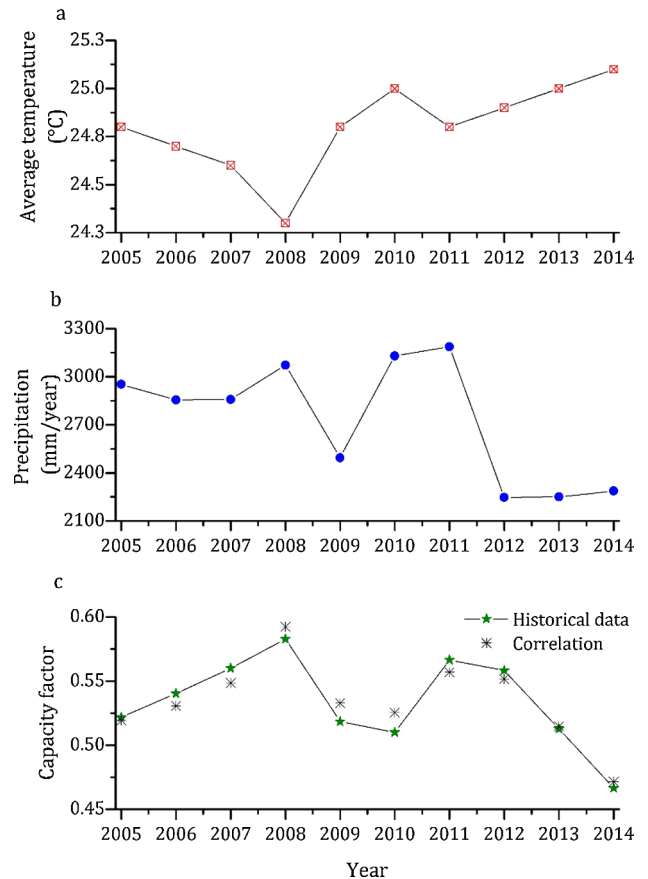 a
Average temperature
(°C)
25.3
25.0
24.8
24.5
24.3
2005 2006 2007 2008 2009 2010 2011 2012 2013 2014
b
Precipitation
(mm/year)
3300
3000
2700
2400
2100
2005 2006 2007 2008 2009 2010 2011 2012 2013 2014
c
Capacity factor
0.60
0.55
0.50
0.45
Historical data
Correlation
2005 2006 2007 2008 2009 2010 2011 2012 2013 2014
Year